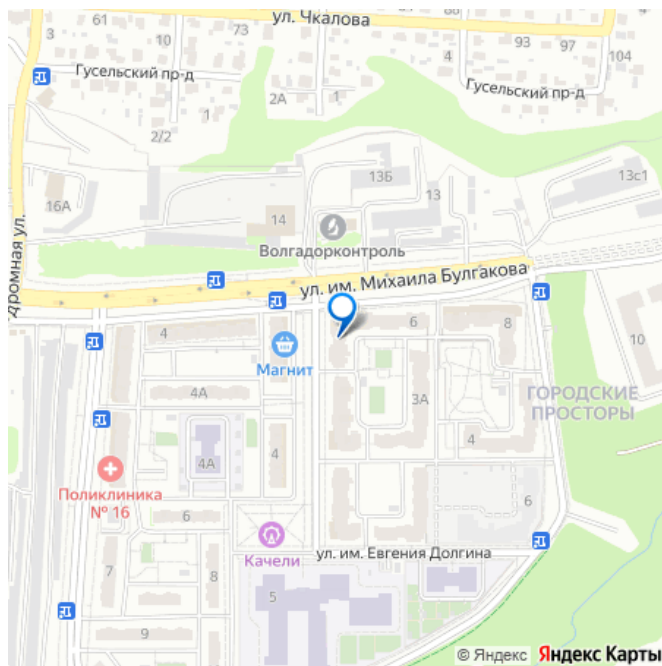 ул. Чкалова
3
61
73
93
97
104
10
4
Гусельский пр-д
Гусельский пр-д
2А
1
1
2/2
13Б
13с1
13
16А
14
Волгадорконтроль
дромная ул.
ул. им. Михаила Булгакова
4
6
8
Магнит
10
4А
3А
ГОРОДСКИЕ
ПРОСТОРЫ
4
4
4А
Поликлиника
№ 16
6
6
Качели
ул. им. Евгения Долгина
7
5
9
© Яндекс Яндекс Карты